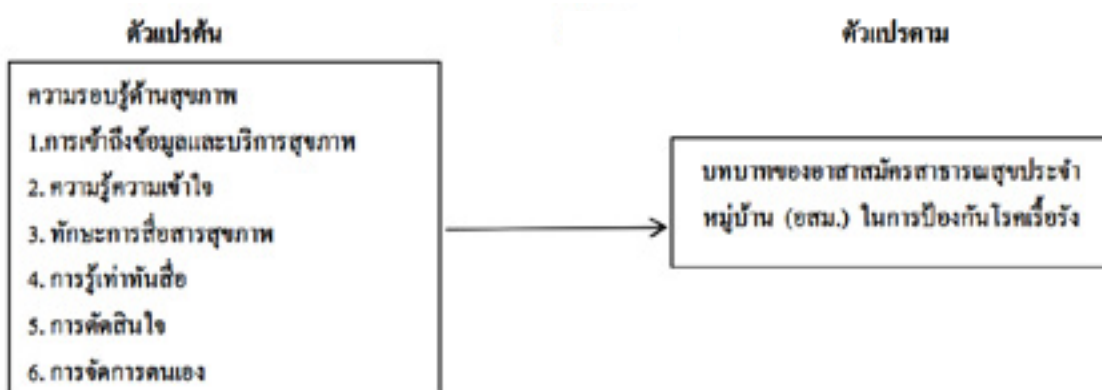 ตัวแปรต้น
ตัวแปรตาม
ความรอบรู้ด้านสุขภาพ
1.การเข้าถึงข้อมูลและบริการสุขภาพ
2. ความรู้ความเข้าใจ
3. ทักษะการสื่อสารสุขภาพ
4. การรู้เท่าทันสื่อ
5. การตัดสินใจ
6. การจัดการตนเอง
บทบาทของอาสาสมัครสาธารณสุขประจำ
หมู่บ้าน (อสม.) ในการป้องกันโรคเรื้อรัง